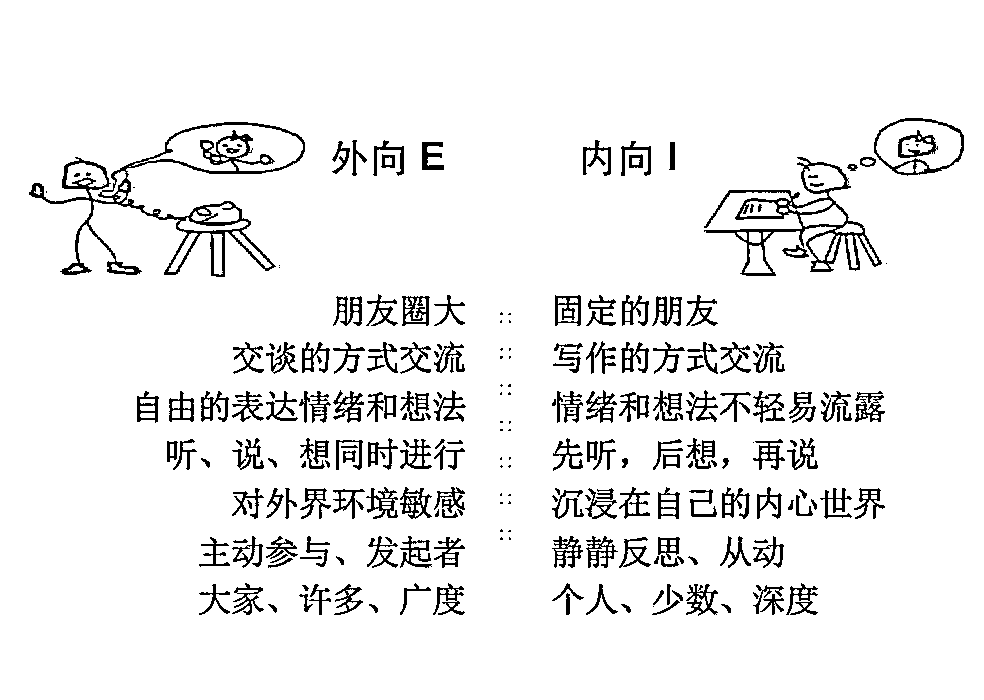 外向 E 内向 I
朋友圈大 :: 固定的朋友
交谈的方式交流 :: 写作的方式交流
自由的表达情绪和想法 :: 情绪和想法不轻易流露
听、说、想同时进行 :: 先听，后想，再说
对外界环境敏感 :: 沉浸在自己的内心世界
主动参与、发起者 :: 静静反思、从动
大家、许多、广度 :: 个人、少数、深度